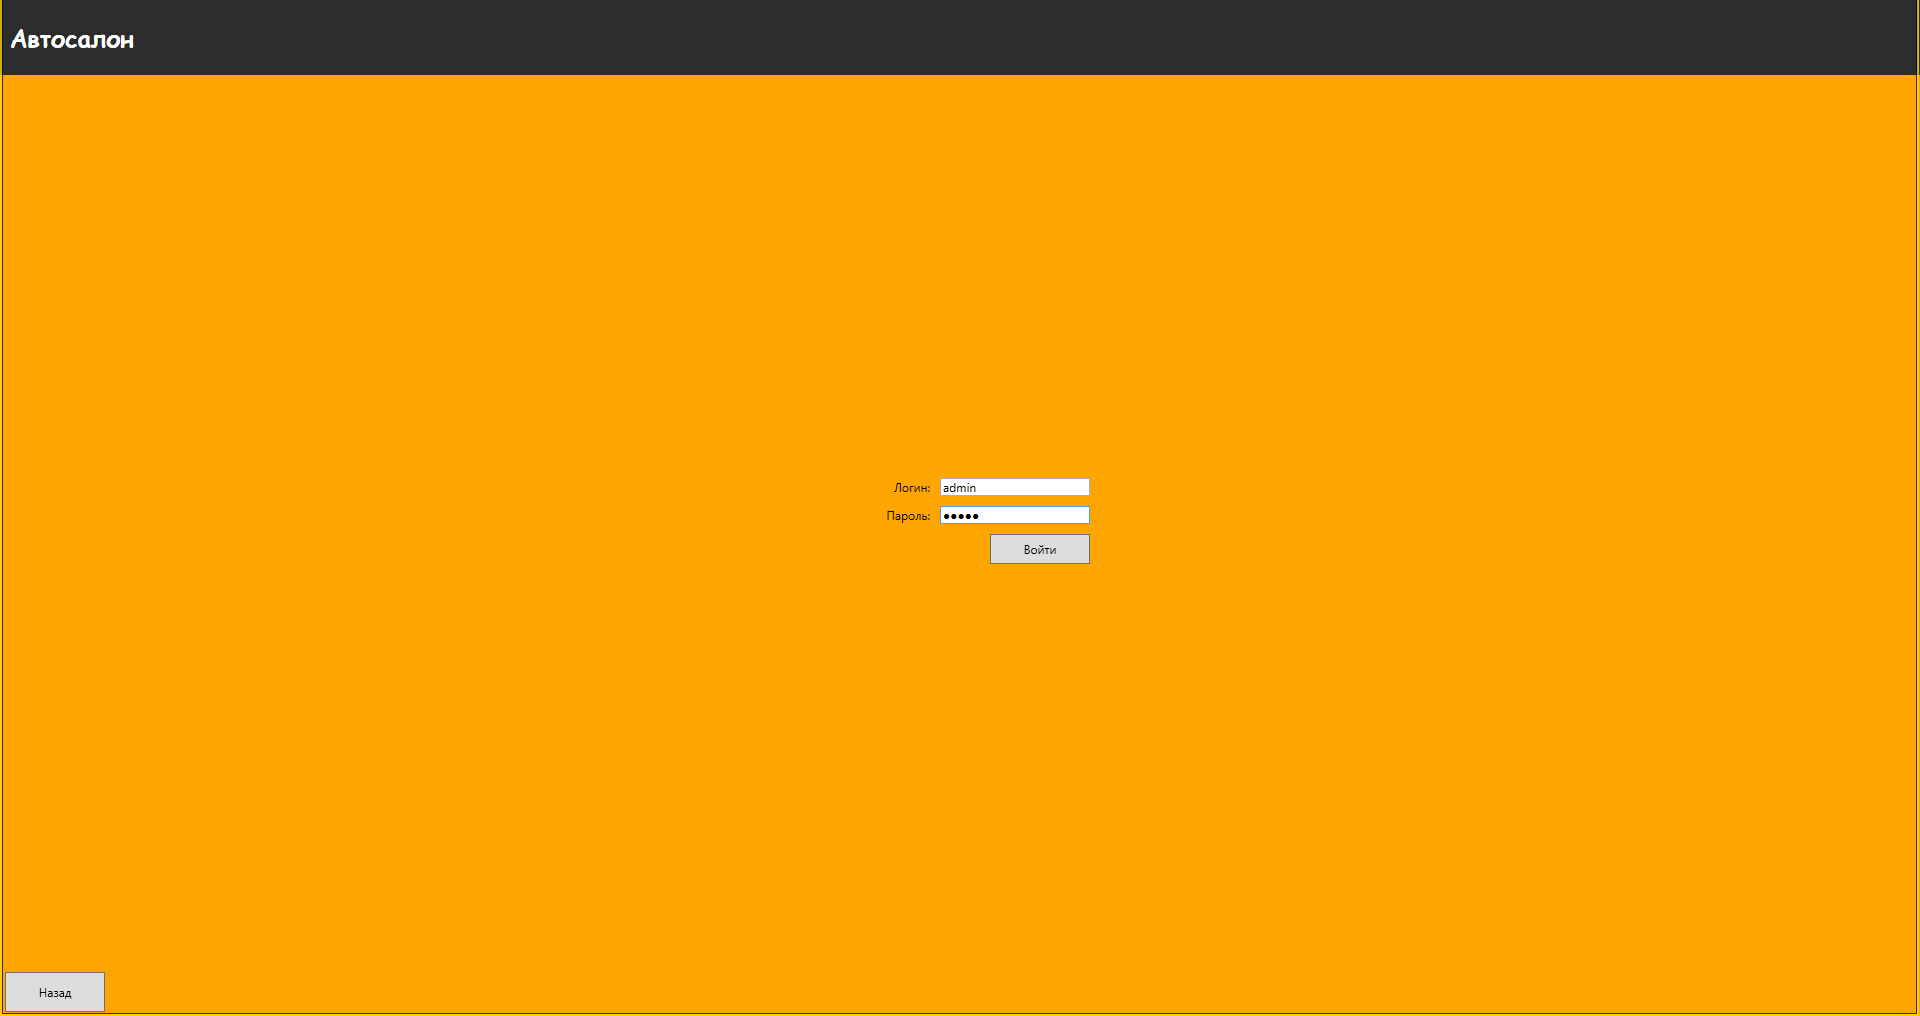 Автосалон
Логин: admin
Пароль: ●●●●●
Войти
Назад